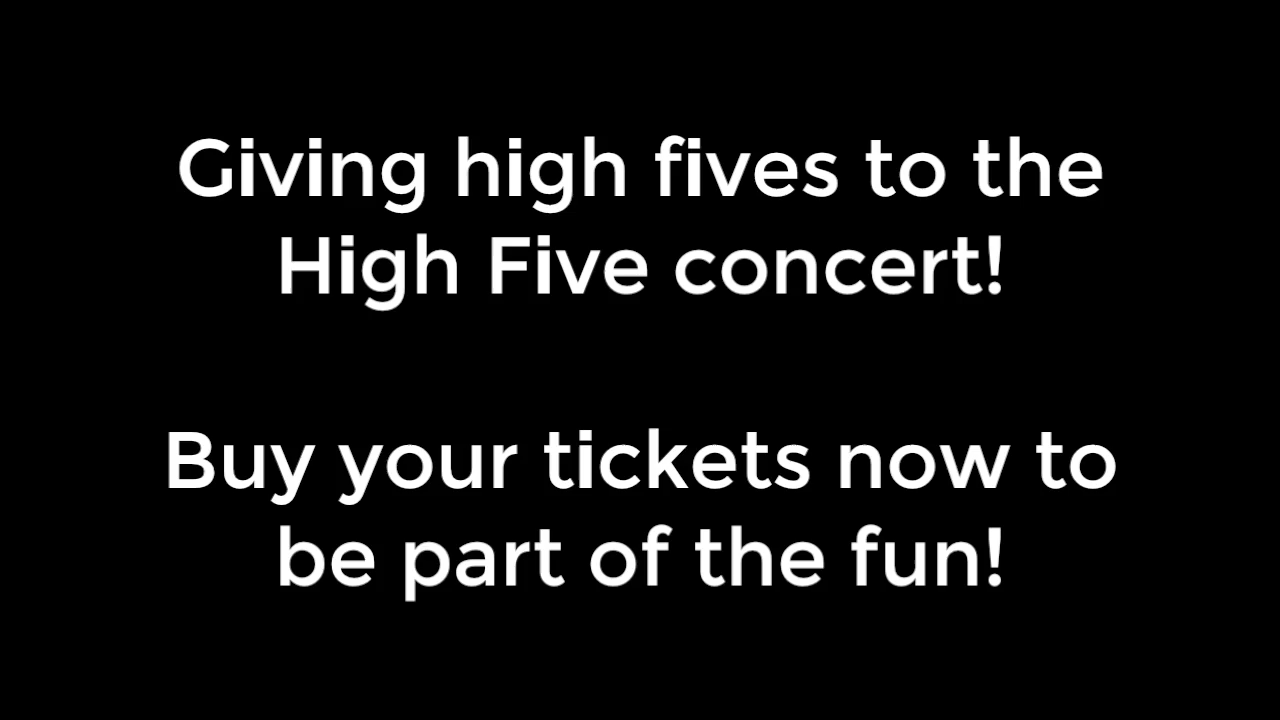 Giving high fives to the
High Five concert!
Buy your tickets now to
be part of the fun!